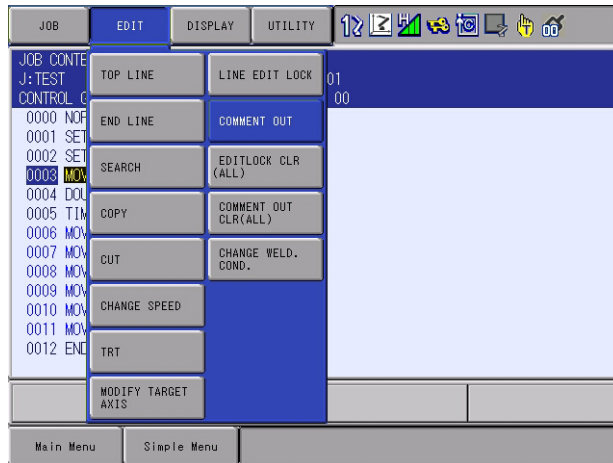 JOB EDIT DISPLAY UTILITY
JOB CONTE
J:TEST 01
CONTROL 00
0000
0001 SET
0002 SET
0003 MOV
0004
0005 TIM
0006 MOV
0007 MOV
0008 MOV
0009 MOV
0010 MOV
0011 MOV
0012 END
TOP LINE
END LINE
SEARCH
COPY
CUT
CHANGE SPEED
TRT
MODIFY TARGET
AXIS
LINE EDIT LOCK
COMMENT OUT
EDITLOCK CLR
(ALL)
COMMENT OUT
CLR(ALL)
CHANGE WELD.
COND.
Main Menu Simple Menu